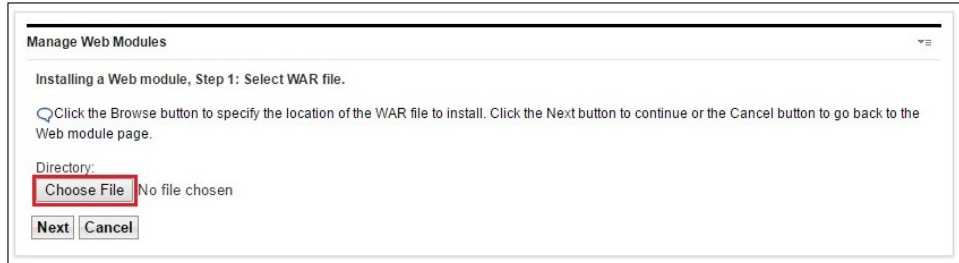 Manage Web Modules
Installing a Web module, Step 1: Select WAR file.
Click the Browse button to specify the location of the WAR file to install. Click the Next button to continue or the Cancel button to go back to the
Web module page.
Directory:
Choose File No file chosen
Next Cancel